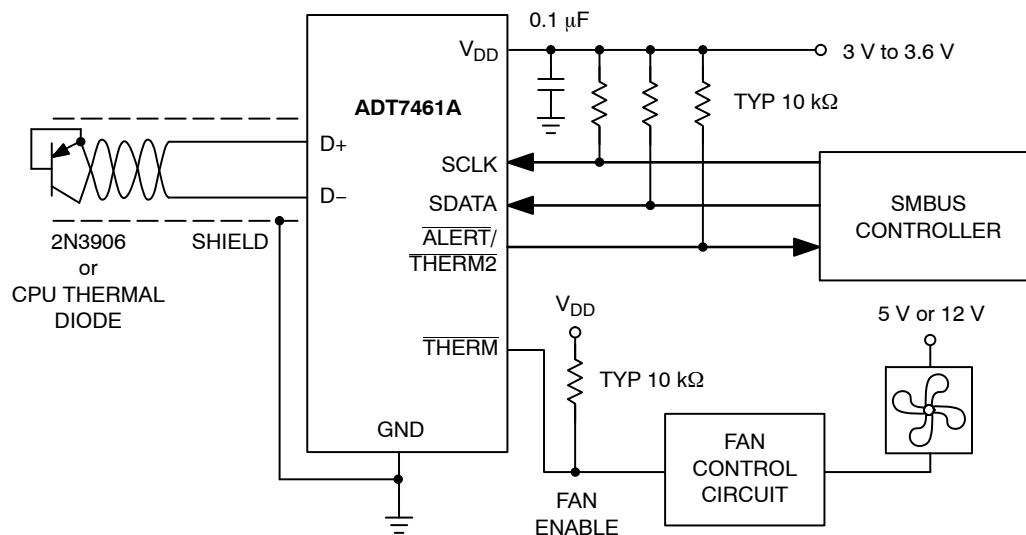 0.1 µF
V_DD
3 V to 3.6 V
ADT7461A
TYP 10 kΩ
D+
SCLK
D−
SDATA
SMBUS
CONTROLLER
2N3906
or
CPU THERMAL
DIODE
SHIELD
ALERT/
THERM2
V_DD
5 V or 12 V
THERM
TYP 10 kΩ
GND
FAN
CONTROL
CIRCUIT
FAN
ENABLE